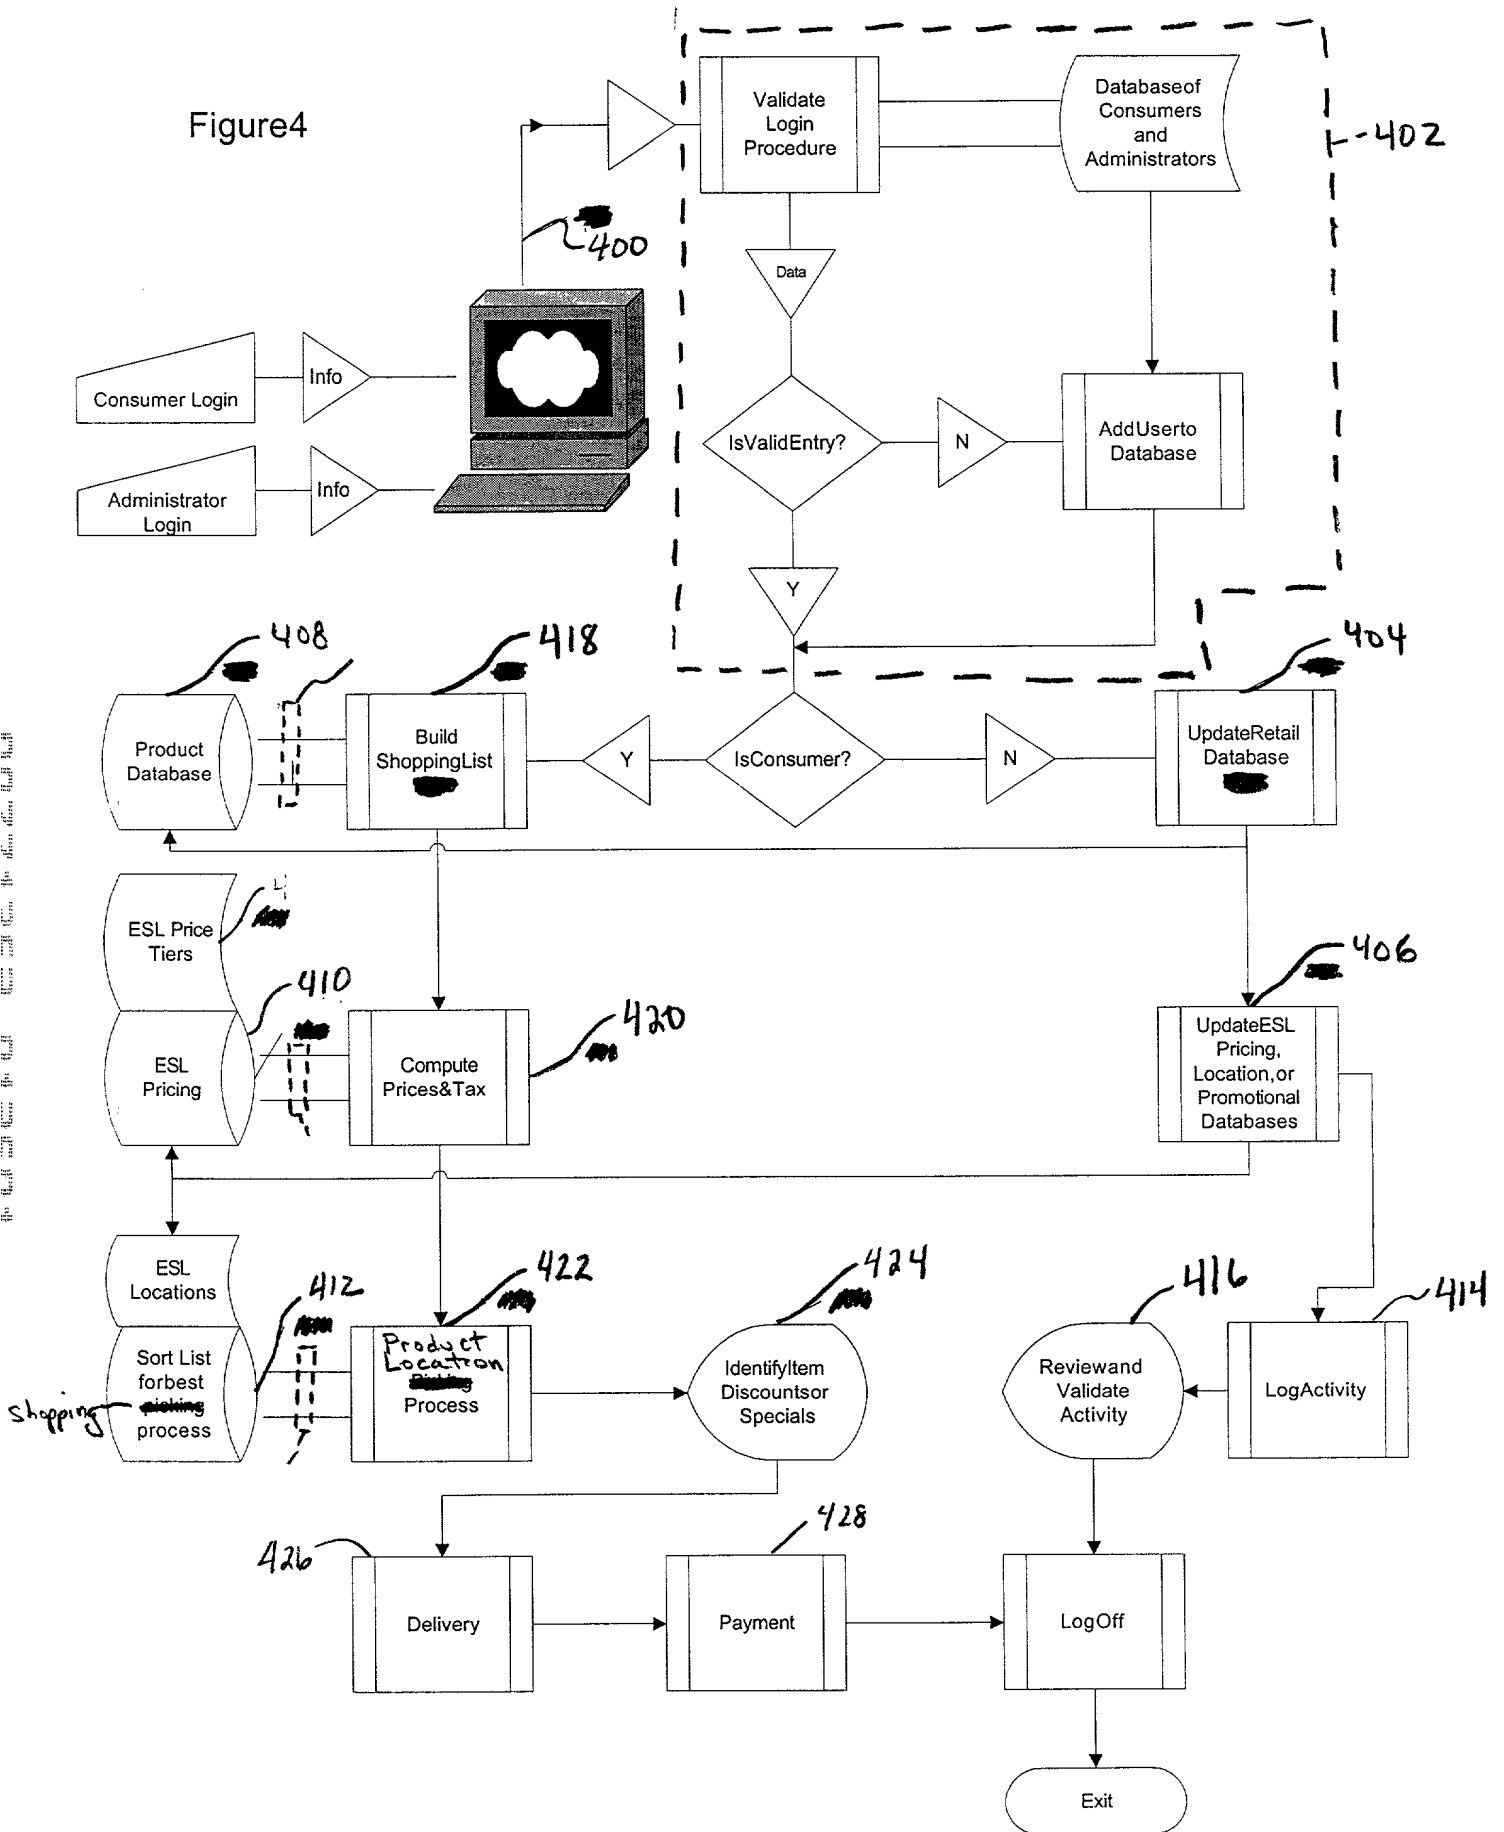 Figure4
Validate
Login
Procedure
Databaseof
Consumers
and
Administrators
402
400
Data
Consumer Login
Info
Administrator
Login
Info
IsValidEntry?
N
AddUserto
Database
Y
408
418
404
Product
Database
Build
ShoppingList
Y
IsConsumer?
N
UpdateRetail
Database
4
ESL Price
Tiers
410
406
ESL
Pricing
Compute
Prices&Tax
420
UpdateESL
Pricing,
Location,or
Promotional
Databases
ESL
Locations
412
422
424
416
414
Sort List
forbest
shopping
process
Product
Location
Process
IdentifyItem
Discountsor
Specials
Reviewand
Validate
Activity
LogActivity
426
428
Delivery
Payment
LogOff
Exit